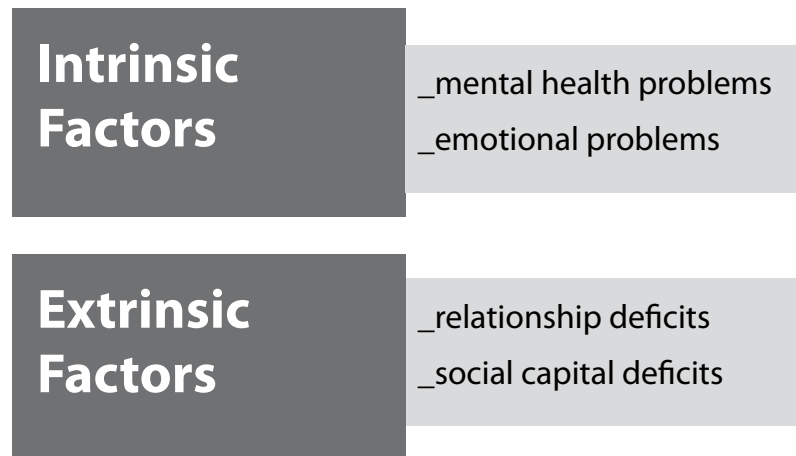 Intrinsic
Factors
_mental health problems
_emotional problems
Extrinsic
Factors
_relationship deficits
_social capital deficits